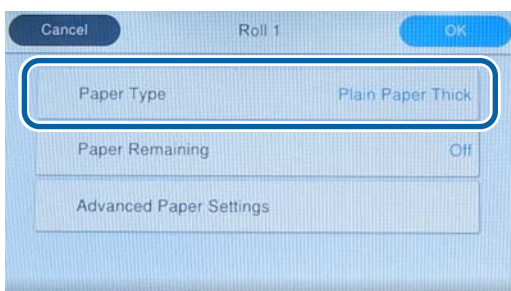 Cancel Roll 1 OK
Paper Type Plain Paper Thick
Paper Remaining Off
Advanced Paper Settings